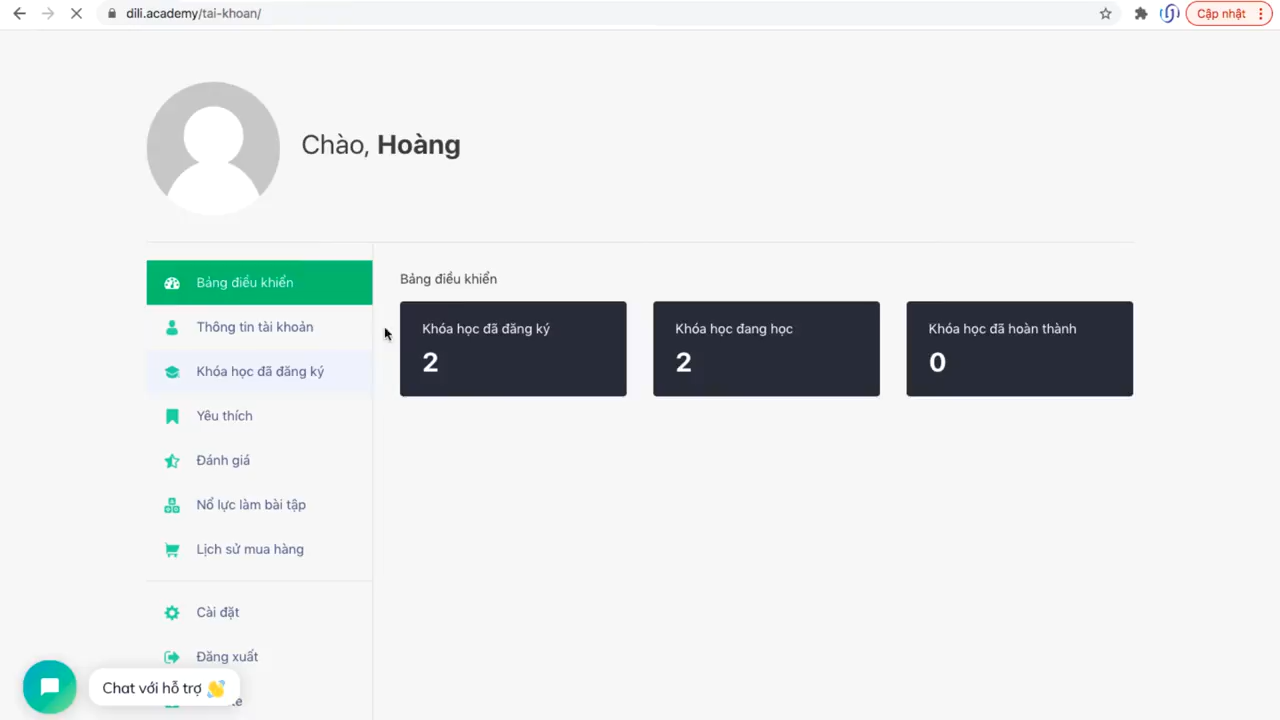 dili.academy/tai-khoan/
Cập nhật
Chào, Hoàng
Bảng điều khiển
Thông tin tài khoản
Khóa học đã đăng ký
Yêu thích
Đánh giá
Nổ lực làm bài tập
Lịch sử mua hàng
Cài đặt
Đăng xuất
Chat với hỗ trợ 👋
Bảng điều khiển
Khóa học đã đăng ký
2
Khóa học đang học
2
Khóa học đã hoàn thành
0